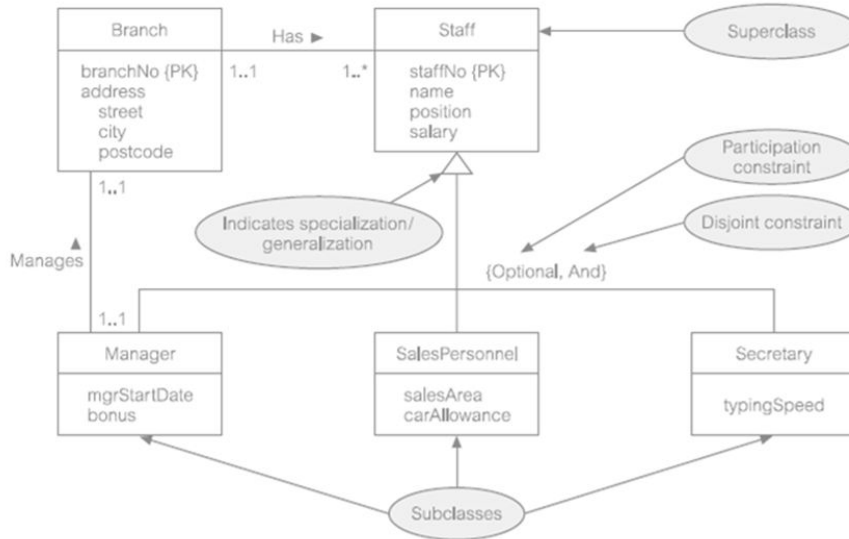 Branch
Has ▶
Staff
Superclass
branchNo {PK}
address
street
city
postcode
1..1
1..*
staffNo {PK}
name
position
salary
Participation
constraint
1..1
Indicates specialization/
generalization
Disjoint constraint
▲
Manages
{Optional, And}
1..1
Manager
SalesPersonnel
Secretary
mgrStartDate
bonus
salesArea
carAllowance
typingSpeed
Subclasses